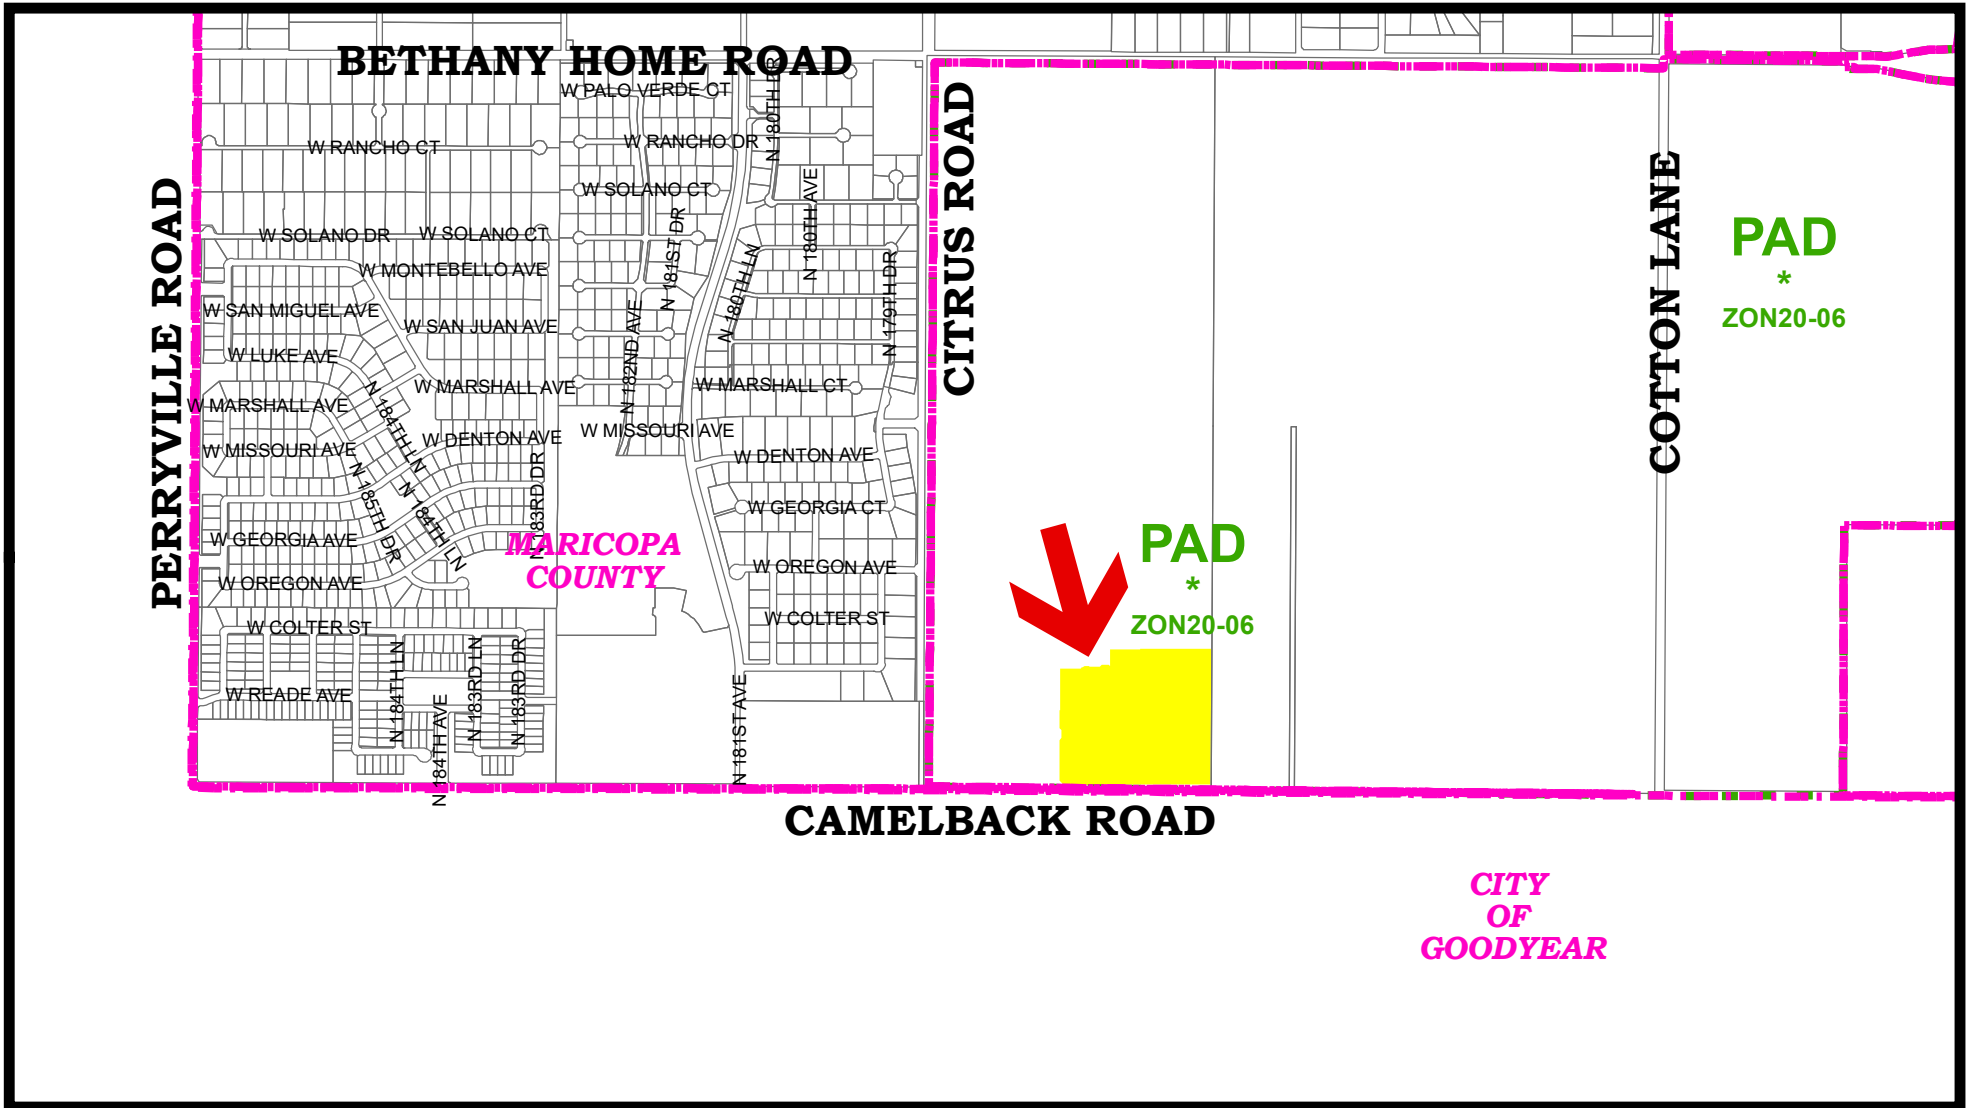 BETHANY HOME ROAD
W PALO VERDE CT
N 180TH DR
W RANCHO CT
W RANCHO DR
W SOLANO CT
W SOLANO DR
W SOLANO CT
N 181ST DR
N 180TH AVE
W MONTEBELLO AVE
N 180TH LN
N 179TH DR
W SAN MIGUEL AVE
W SAN JUAN AVE
N 182ND AVE
W LUKE AVE
W MARSHALL AVE
W MARSHALL CT
W MARSHALL AVE
N 184TH LN
W MISSOURI AVE
W DENTON AVE
W MISSOURI AVE
W DENTON AVE
N 185TH DR
N 184TH LN
N 183RD DR
W GEORGIA CT
W GEORGIA AVE
MARICOPA
COUNTY
W OREGON AVE
W OREGON AVE
W COLTER ST
W COLTER ST
N 184TH LN
N 183RD LN
N 183RD DR
W READE AVE
N 184TH AVE
N 181ST AVE
PERRYVILLE ROAD
CITRUS ROAD
COTTON LANE
PAD
*
ZON20-06
PAD
*
ZON20-06
CAMELBACK ROAD
CITY
OF
GOODYEAR